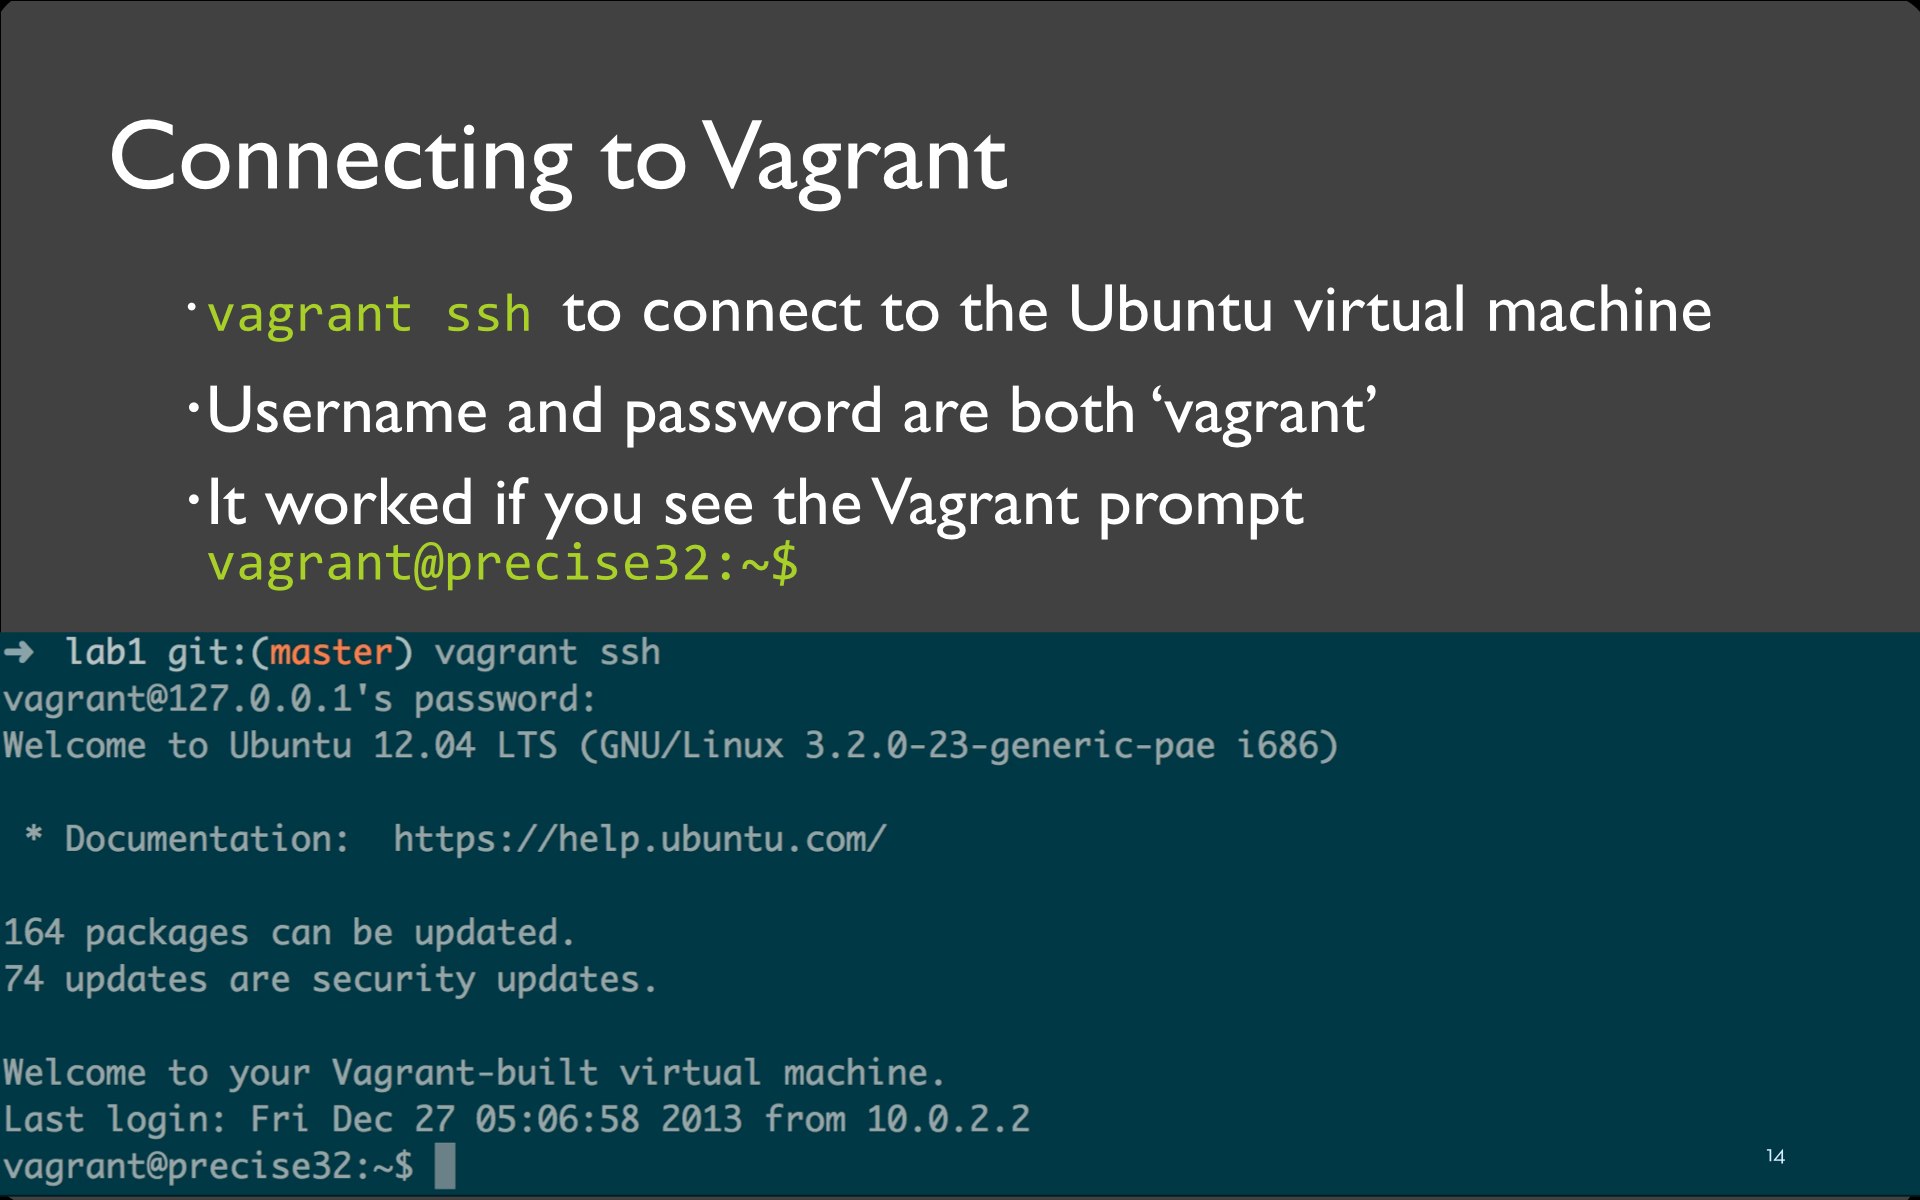 Connecting to Vagrant
·vagrant ssh to connect to the Ubuntu virtual machine
·Username and password are both ‘vagrant’
·It worked if you see the Vagrant prompt
vagrant@precise32:~$
➜ lab1 git:(master) vagrant ssh
vagrant@127.0.0.1's password:
Welcome to Ubuntu 12.04 LTS (GNU/Linux 3.2.0-23-generic-pae i686)
* Documentation: https://help.ubuntu.com/
164 packages can be updated.
74 updates are security updates.
Welcome to your Vagrant-built virtual machine.
Last login: Fri Dec 27 05:06:58 2013 from 10.0.2.2
vagrant@precise32:~$
14